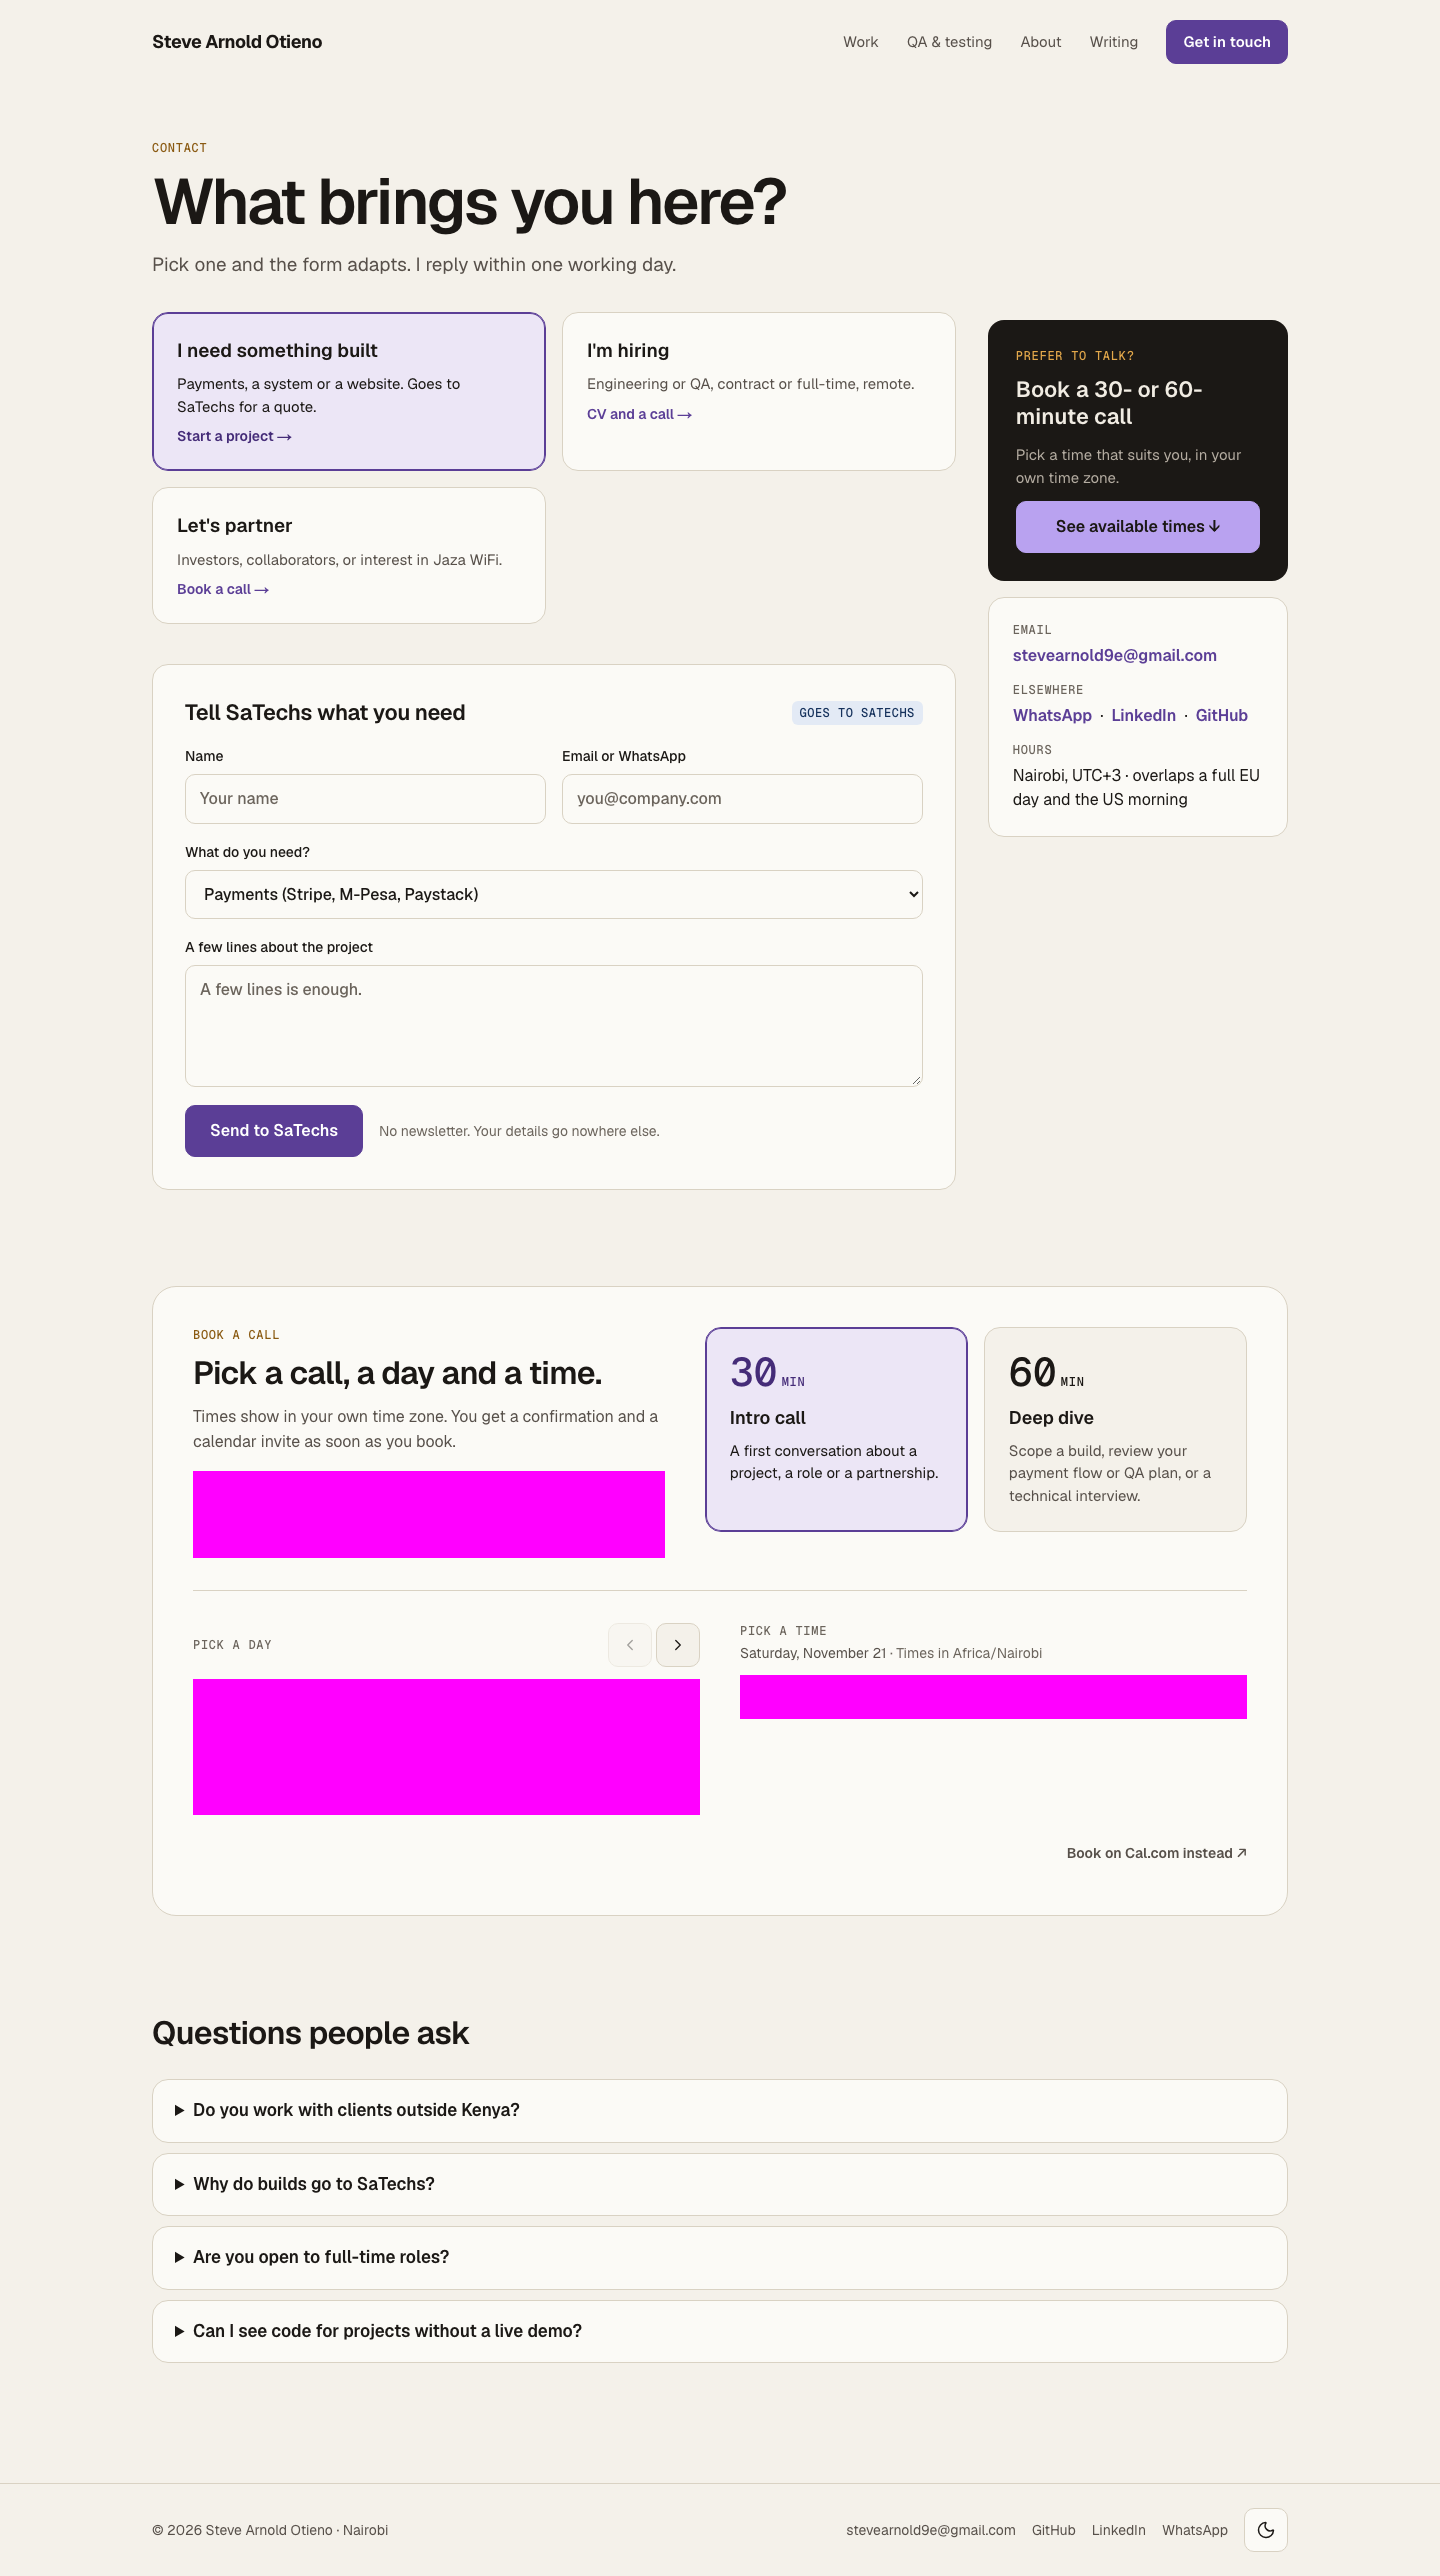 Steve Arnold Otieno
Work
QA & testing
About
Writing
Get in touch
CONTACT
What brings you here?
Pick one and the form adapts. I reply within one working day.
I need something built
Payments, a system or a website. Goes to
SaTechs for a quote.
Start a project →
I'm hiring
Engineering or QA, contract or full-time, remote.
CV and a call →
Let's partner
Investors, collaborators, or interest in Jaza WiFi.
Book a call →
PREFER TO TALK?
Book a 30- or 60-
minute call
Pick a time that suits you, in your
own time zone.
See available times ↓
EMAIL
stevearnold9e@gmail.com
ELSEWHERE
WhatsApp · LinkedIn · GitHub
HOURS
Nairobi, UTC+3 · overlaps a full EU
day and the US morning
Tell SaTechs what you need
GOES TO SATECHS
Name
Email or WhatsApp
Your name
you@company.com
What do you need?
Payments (Stripe, M-Pesa, Paystack)
A few lines about the project
A few lines is enough.
Send to SaTechs
No newsletter. Your details go nowhere else.
BOOK A CALL
Pick a call, a day and a time.
Times show in your own time zone. You get a confirmation and a
calendar invite as soon as you book.
30 MIN
Intro call
A first conversation about a
project, a role or a partnership.
60 MIN
Deep dive
Scope a build, review your
payment flow or QA plan, or a
technical interview.
PICK A DAY
PICK A TIME
Saturday, November 21 · Times in Africa/Nairobi
Book on Cal.com instead ↗
Questions people ask
Do you work with clients outside Kenya?
Why do builds go to SaTechs?
Are you open to full-time roles?
Can I see code for projects without a live demo?
© 2026 Steve Arnold Otieno · Nairobi
stevearnold9e@gmail.com
GitHub
LinkedIn
WhatsApp